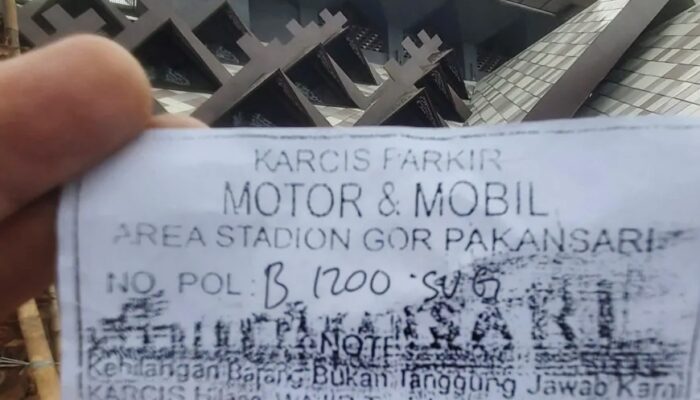 KARCIS PARKIR
MOTOR & MOBIL
AREA STADION GOR PAKANSARI
NO. POL : B 1200 SUG
NOTE
Kehilangan Barang Bukan Tanggung Jawab Kami
KARCIS